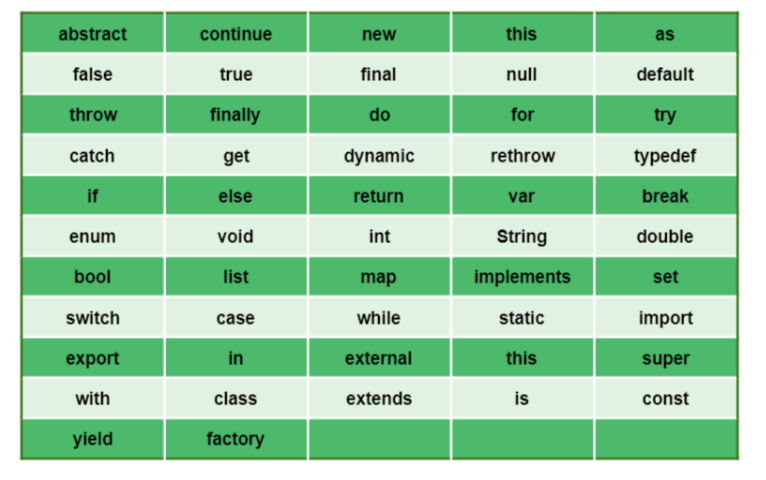 abstract continue new this as
false true final null default
throw finally do for try
catch get dynamic rethrow typedef
if else return var break
enum void int String double
bool list map implements set
switch case while static import
export in external this super
with class extends is const
yield factory